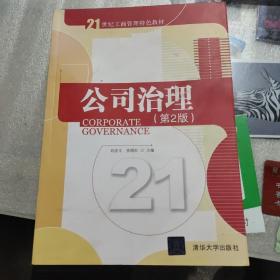 21世纪工商管理特色教材
公司治理
（第2版）
CORPORATE
GOVERNANCE
21
清华大学出版社